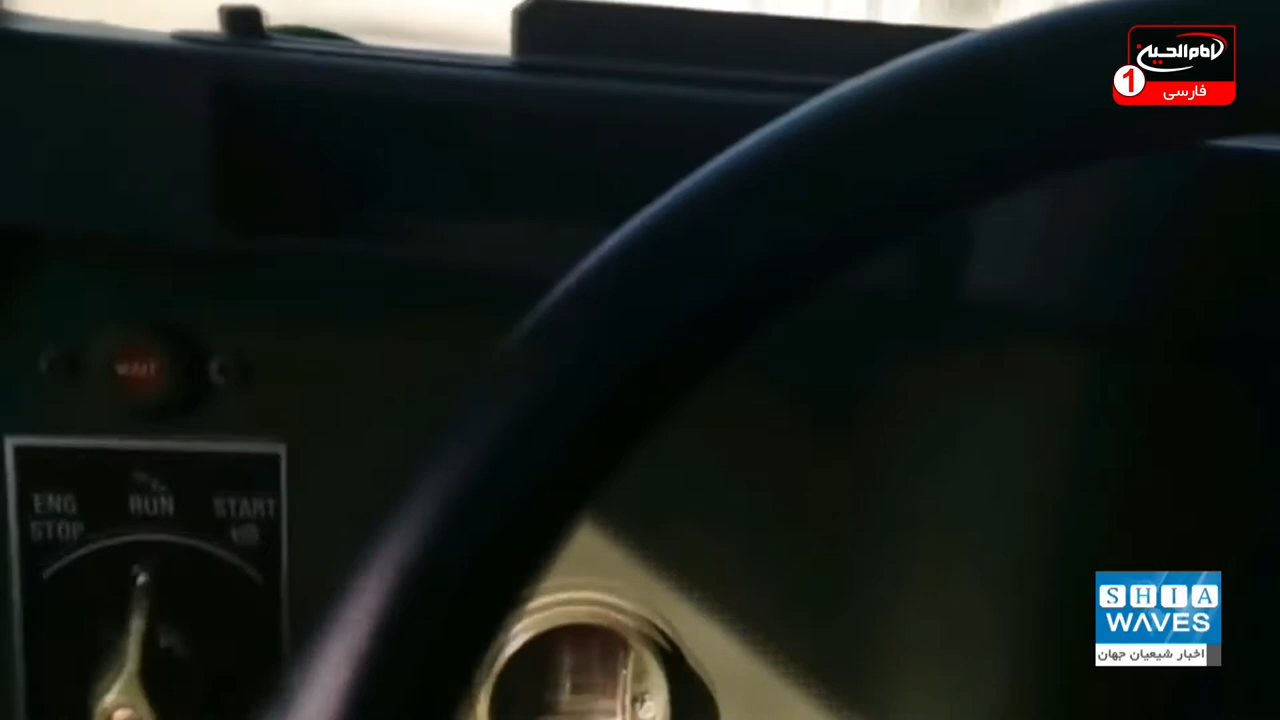 امام الحسین
1
فارسی
WAIT
ENG
STOP
RUN
START
SHIA
WAVES
اخبار شیعیان جهان